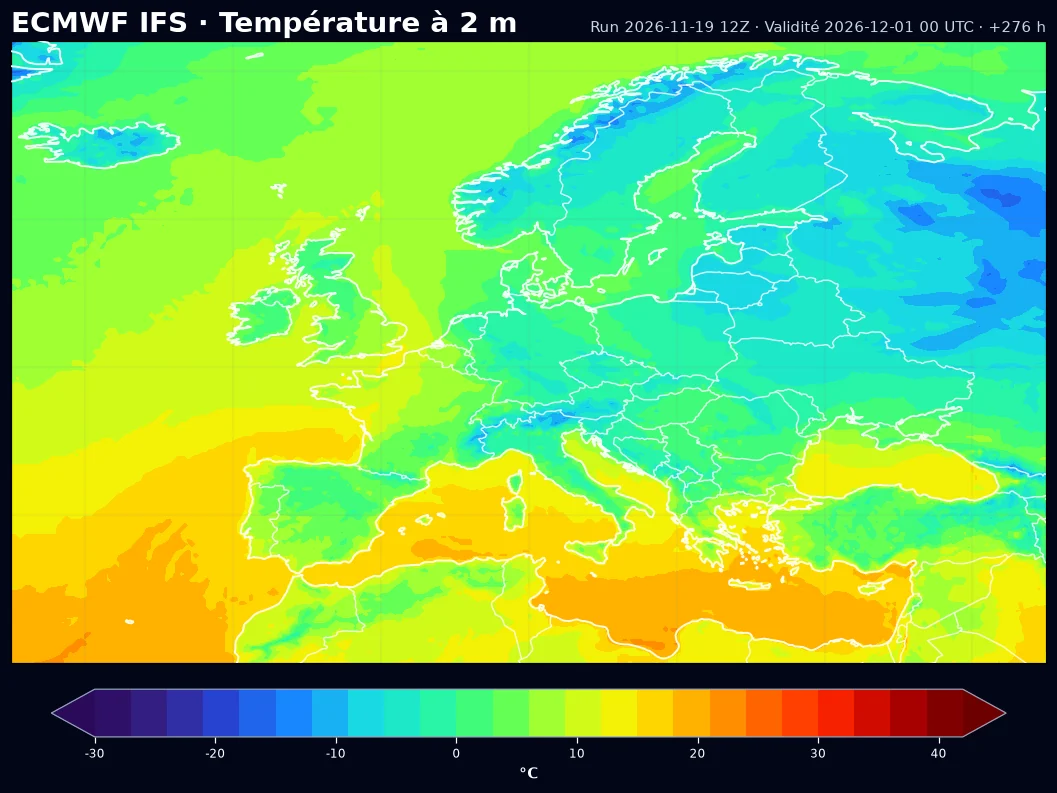 ECMWF IFS · Température à 2 m
Run 2026-11-19 12Z · Validité 2026-12-01 00 UTC · +276 h
-30 -20 -10 0 10 20 30 40
°C